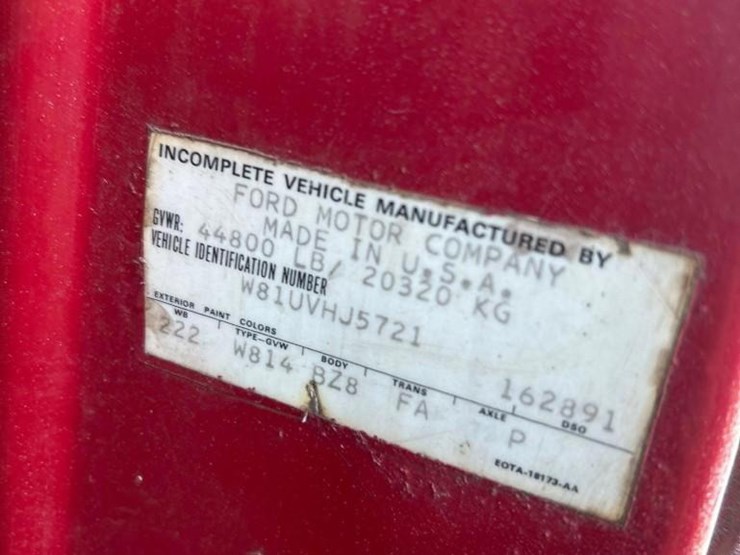 INCOMPLETE VEHICLE MANUFACTURED BY
FORD MOTOR COMPANY
MADE IN U.S.A.
GVWR: 44800 LB/ 20320 KG
VEHICLE IDENTIFICATION NUMBER
W81UVHJ5721
EXTERIOR PAINT COLORS
162891
WB TYPE-GVW BODY TRANS AXLE DSO
222 W814 BZ8 FA P
EOTA-18173-AA